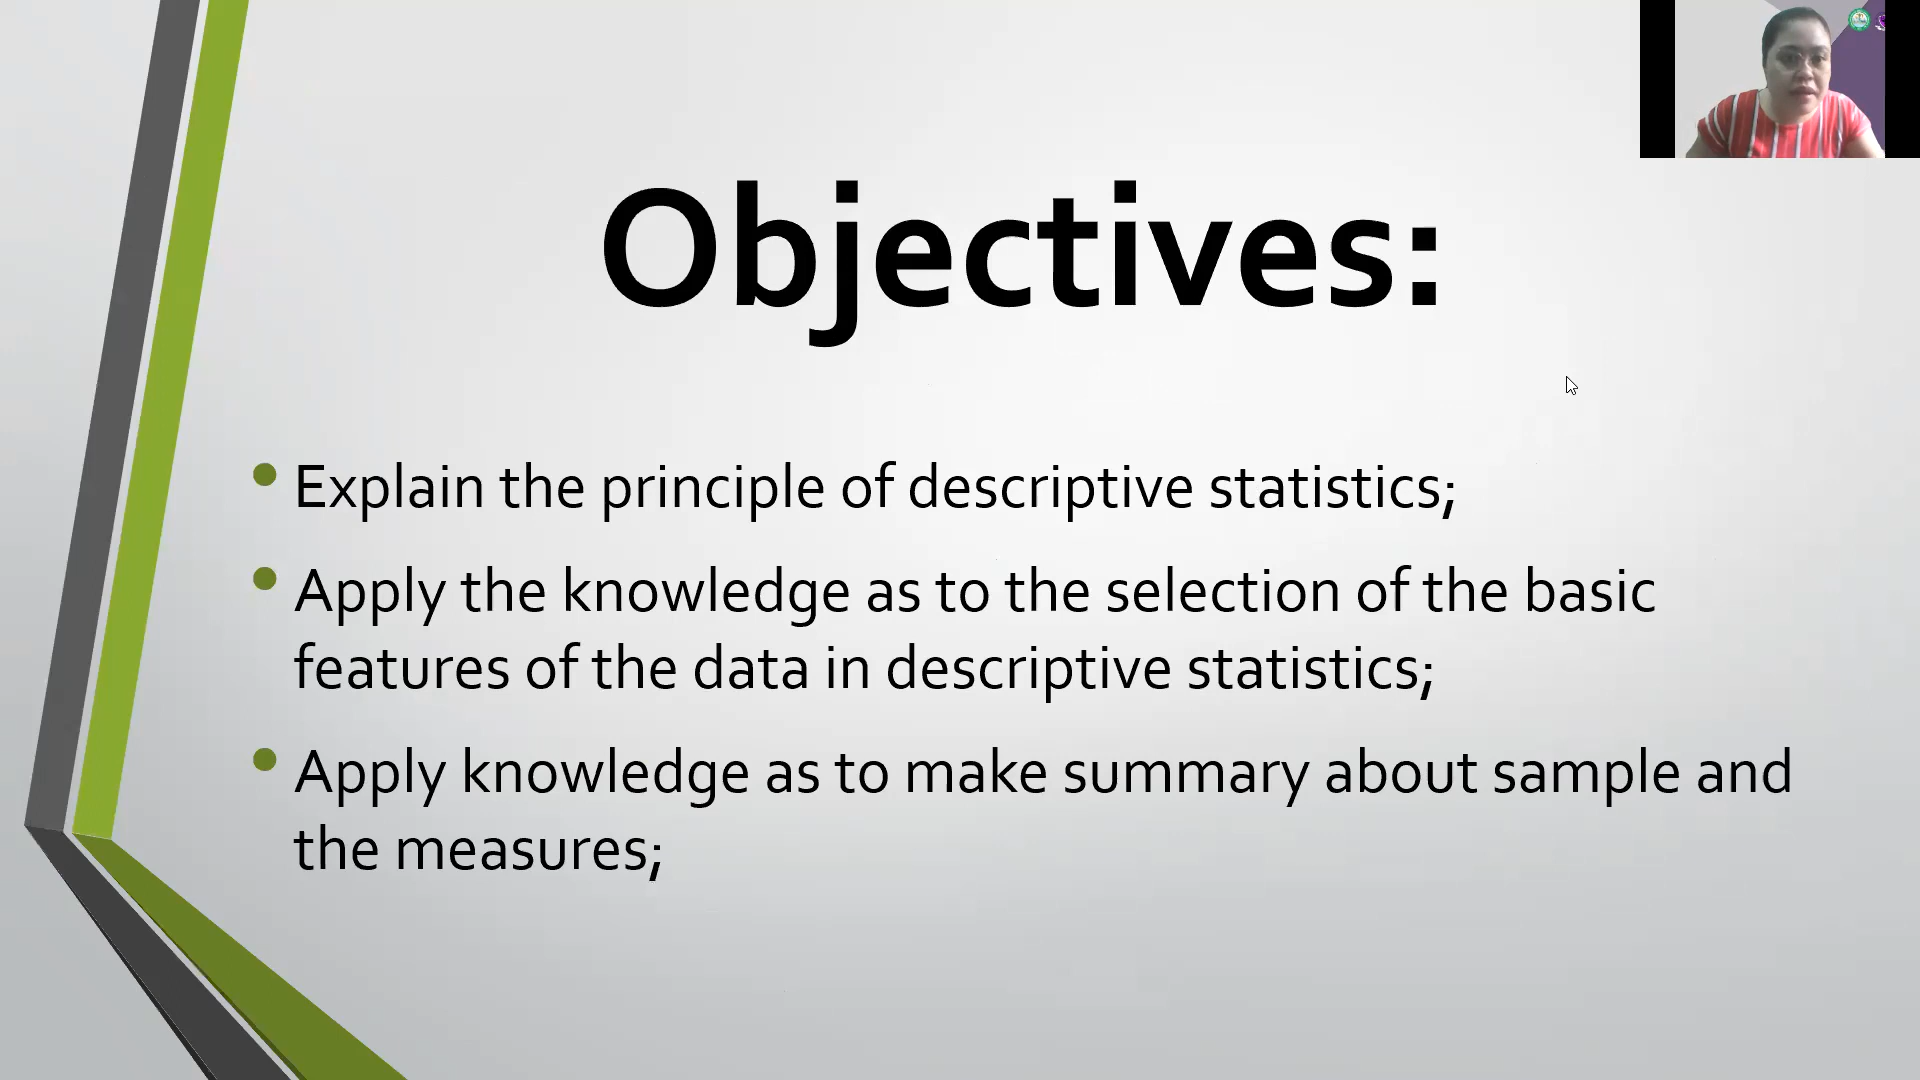 Objectives:
Explain the principle of descriptive statistics;
Apply the knowledge as to the selection of the basic
features of the data in descriptive statistics;
Apply knowledge as to make summary about sample and
the measures;